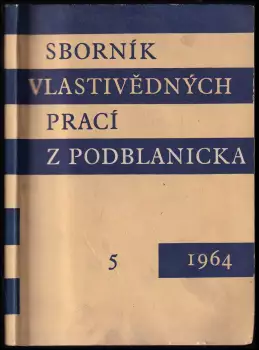 SBORNÍK
VLASTIVĚDNÝCH
PRACÍ
Z PODBLANICKA
5 1964